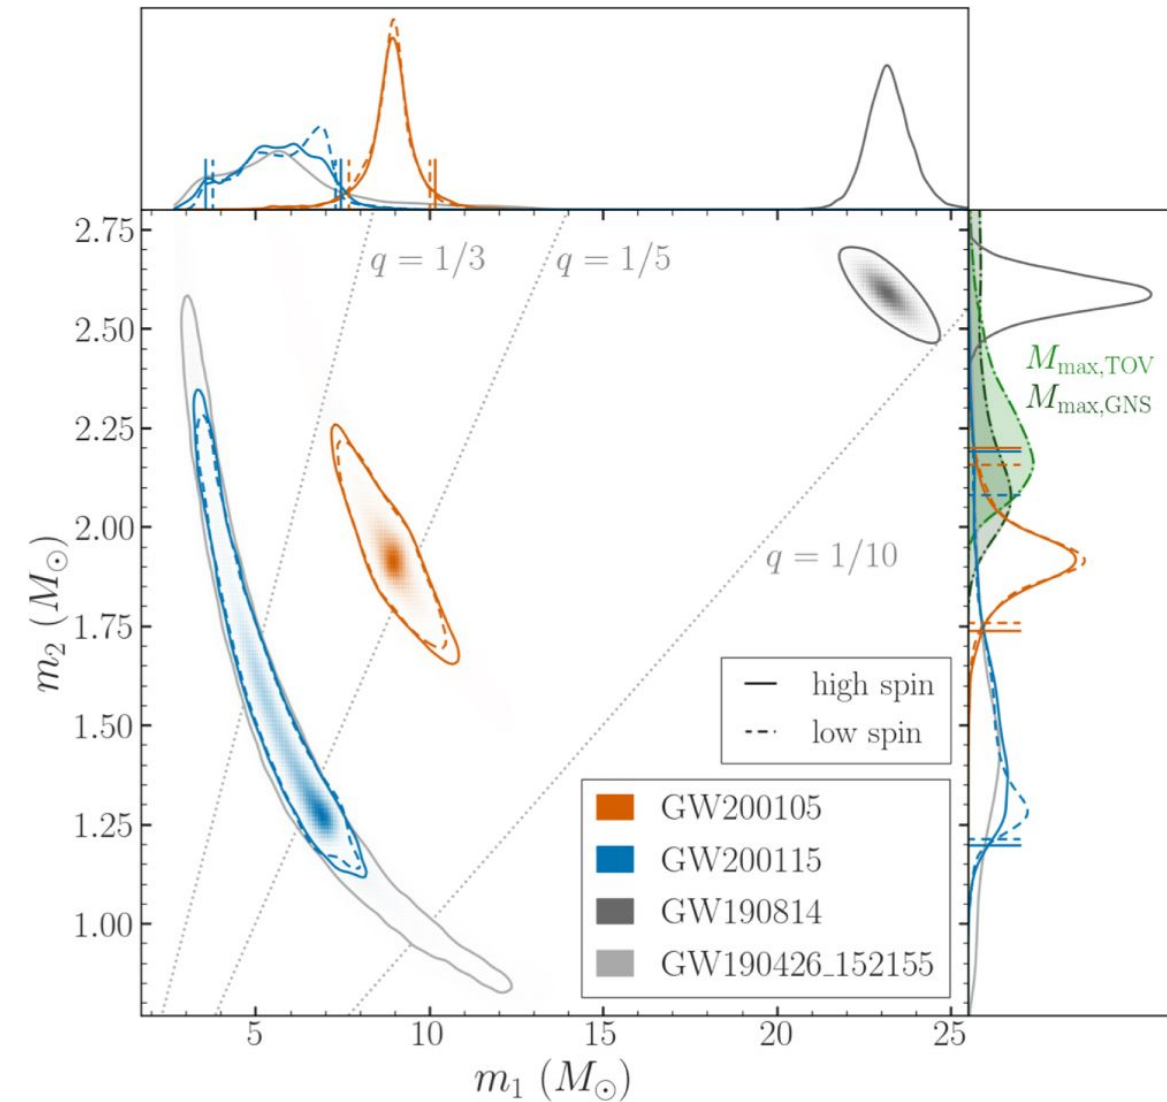 2.75
2.50
2.25
2.00
1.75
1.50
1.25
1.00
m₂ (M⊙)
q = 1/3
q = 1/5
q = 1/10
M_max,TOV
M_max,GNS
high spin
low spin
GW200105
GW200115
GW190814
GW190426_152155
5 10 15 20 25
m₁ (M⊙)